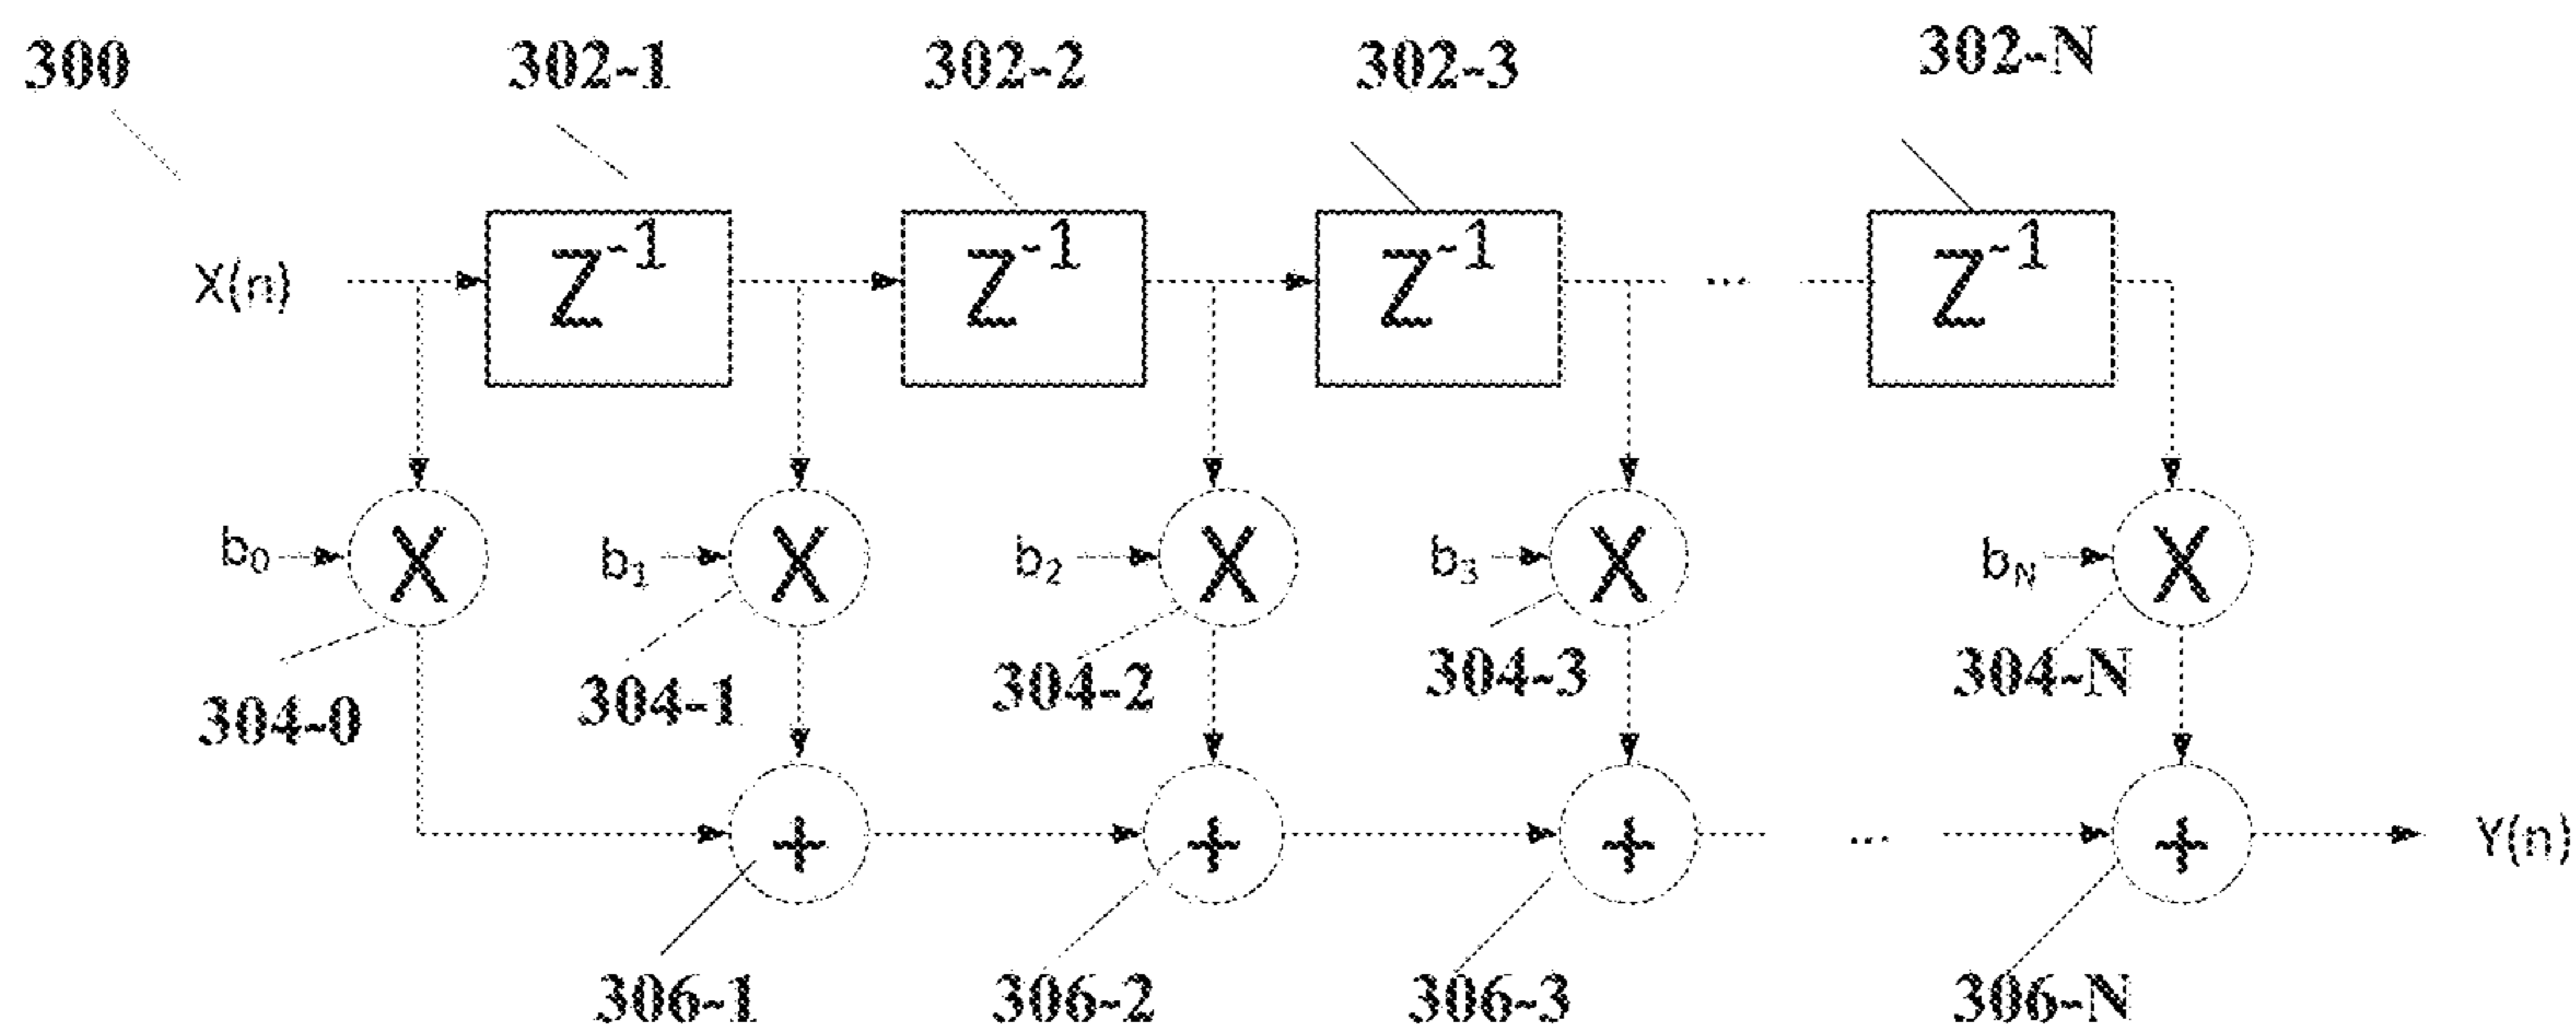 300 302-1 302-2 302-3 302-N
X(n) Z⁻¹ Z⁻¹ Z⁻¹ ... Z⁻¹
b₀ X b₁ X b₂ X b₃ X b_N X
304-0 304-1 304-2 304-3 304-N
+ + + ... + Y(n)
306-1 306-2 306-3 306-N